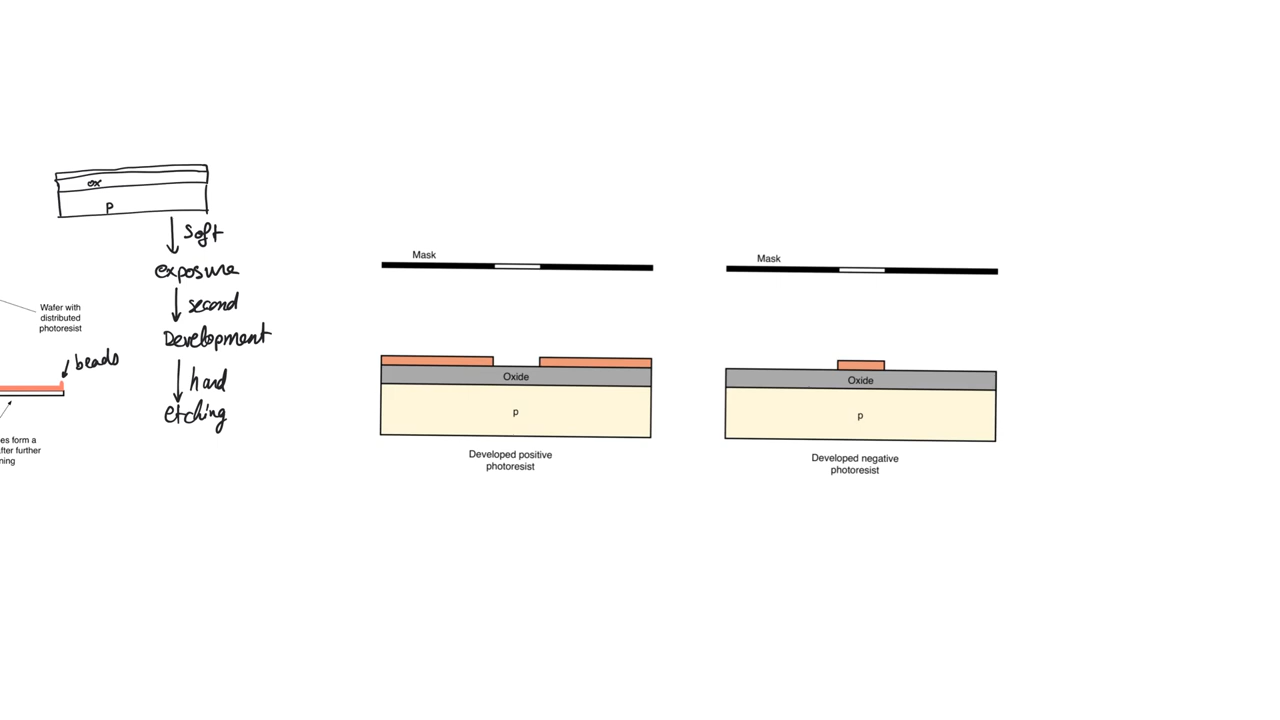 ox
p
soft
exposure
second
Development
hard
etching
Wafer with
distributed
photoresist
beads
es form a
fter further
ning
Mask
Oxide
p
Developed positive
photoresist
Mask
Oxide
p
Developed negative
photoresist